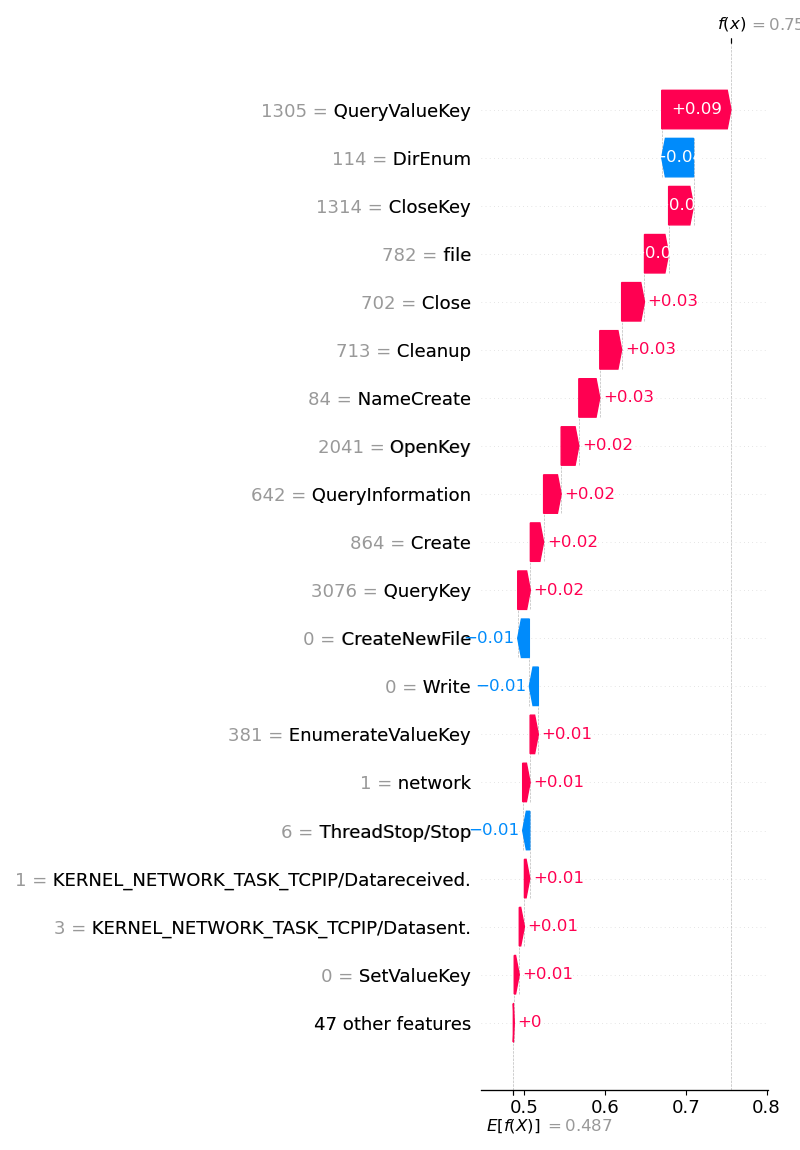 f(x) = 0.75
1305 = QueryValueKey +0.09
114 = DirEnum
1314 = CloseKey
782 = file
702 = Close +0.03
713 = Cleanup +0.03
84 = NameCreate +0.03
2041 = OpenKey +0.02
642 = QueryInformation +0.02
864 = Create +0.02
3076 = QueryKey +0.02
0 = CreateNewFile −0.01
0 = Write −0.01
381 = EnumerateValueKey +0.01
1 = network +0.01
6 = ThreadStop/Stop −0.01
1 = KERNEL_NETWORK_TASK_TCPIP/Datareceived. +0.01
3 = KERNEL_NETWORK_TASK_TCPIP/Datasent. +0.01
0 = SetValueKey +0.01
47 other features +0
0.5 0.6 0.7 0.8
E[f(X)] = 0.487